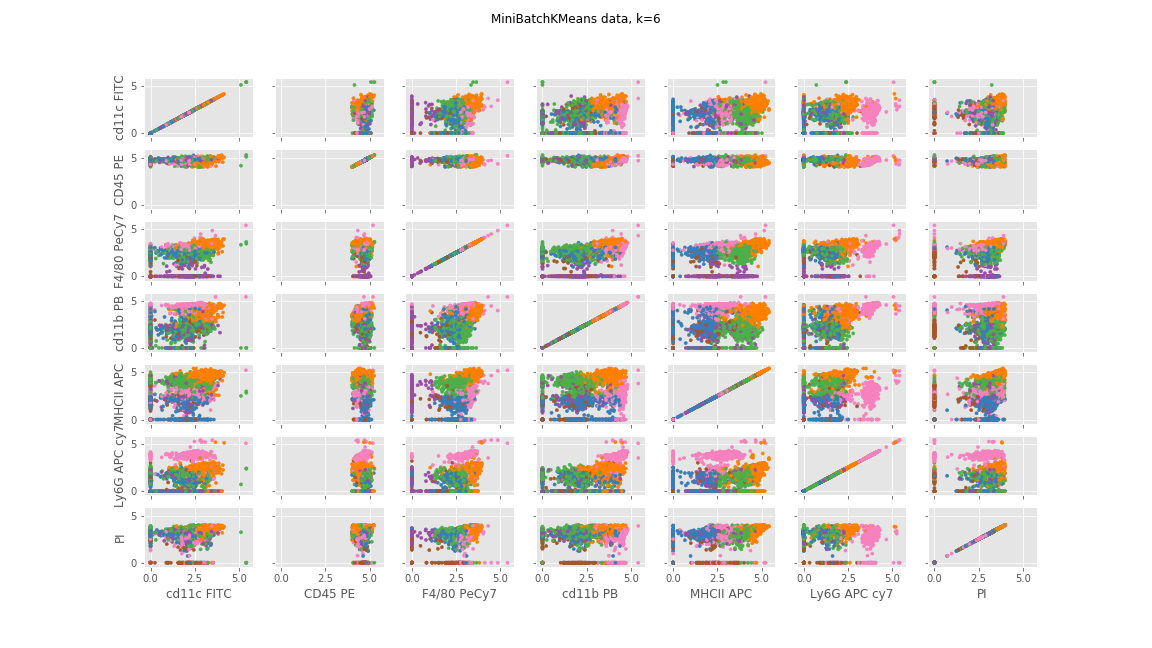 MiniBatchKMeans data, k=6
cd11c FITC
5
0
CD45 PE
5
0
F4/80 PeCy7
5
0
cd11b PB
5
0
MHCII APC
5
0
Ly6G APC cy7
5
0
PI
5
0
0.0 2.5 5.0 0.0 2.5 5.0 0.0 2.5 5.0 0.0 2.5 5.0 0.0 2.5 5.0 0.0 2.5 5.0 0.0 2.5 5.0
cd11c FITC CD45 PE F4/80 PeCy7 cd11b PB MHCII APC Ly6G APC cy7 PI